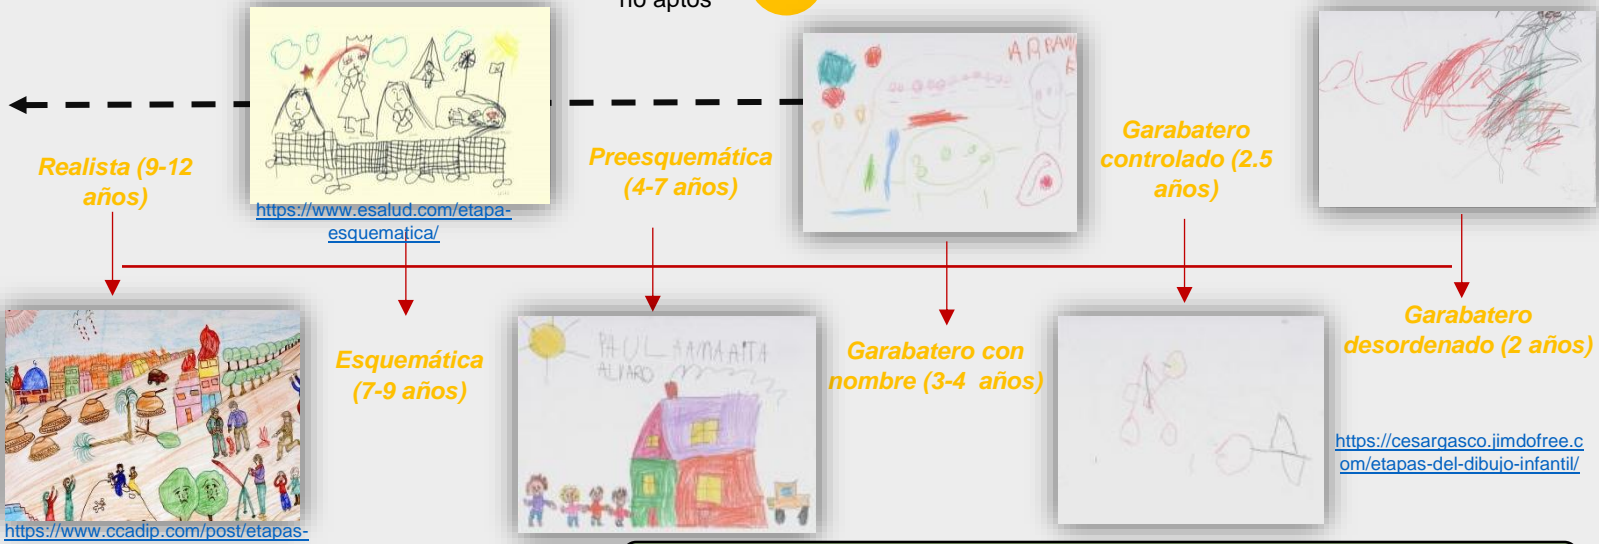 no aptos
Realista (9-12
años)
https://www.esalud.com/etapa-
esquematica/
Preesquemática
(4-7 años)
Garabatero
controlado (2.5
años)
https://www.ccadip.com/post/etapas-
Esquemática
(7-9 años)
PAUL
ALVARO
Garabatero con
nombre (3-4 años)
Garabatero
desordenado (2 años)
https://cesargasco.jimdofree.c
om/etapas-del-dibujo-infantil/